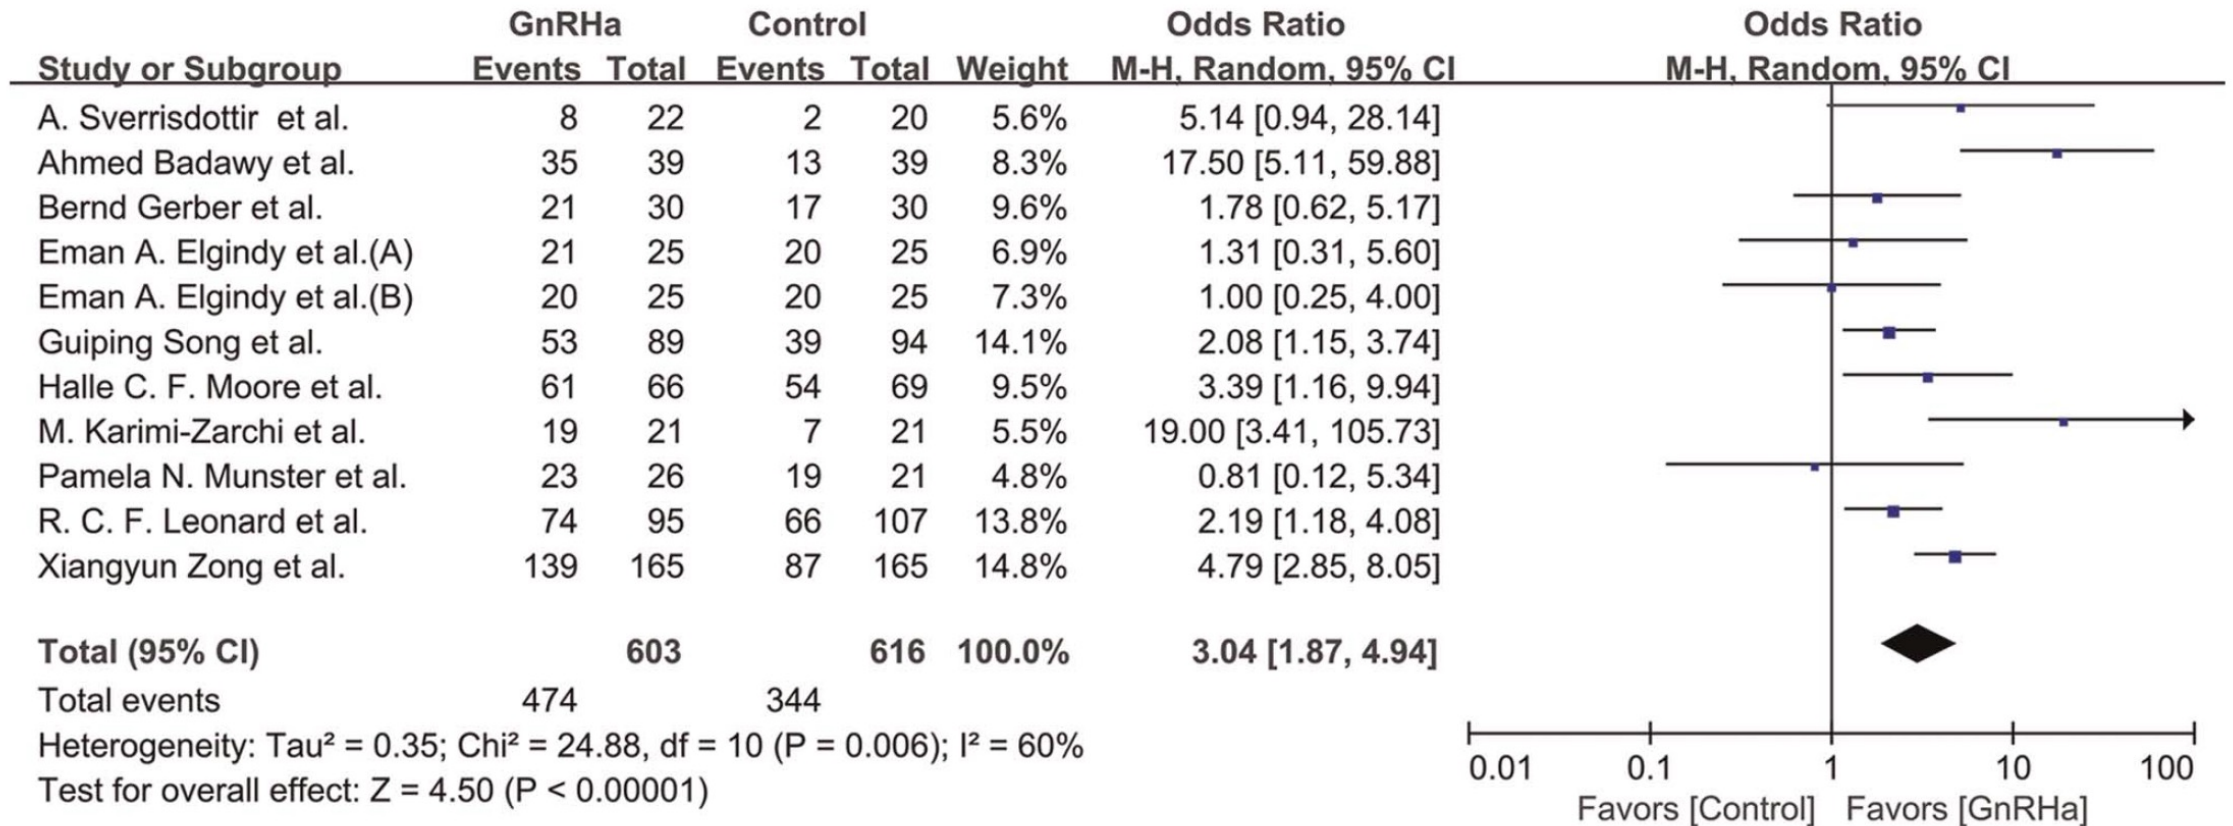 GnRHa Control Odds Ratio Odds Ratio
Study or Subgroup Events Total Events Total Weight M-H, Random, 95% CI M-H, Random, 95% CI
A. Sverrisdottir et al. 8 22 2 20 5.6% 5.14 [0.94, 28.14]
Ahmed Badawy et al. 35 39 13 39 8.3% 17.50 [5.11, 59.88]
Bernd Gerber et al. 21 30 17 30 9.6% 1.78 [0.62, 5.17]
Eman A. Elgindy et al.(A) 21 25 20 25 6.9% 1.31 [0.31, 5.60]
Eman A. Elgindy et al.(B) 20 25 20 25 7.3% 1.00 [0.25, 4.00]
Guiping Song et al. 53 89 39 94 14.1% 2.08 [1.15, 3.74]
Halle C. F. Moore et al. 61 66 54 69 9.5% 3.39 [1.16, 9.94]
M. Karimi-Zarchi et al. 19 21 7 21 5.5% 19.00 [3.41, 105.73]
Pamela N. Munster et al. 23 26 19 21 4.8% 0.81 [0.12, 5.34]
R. C. F. Leonard et al. 74 95 66 107 13.8% 2.19 [1.18, 4.08]
Xiangyun Zong et al. 139 165 87 165 14.8% 4.79 [2.85, 8.05]
Total (95% CI) 603 616 100.0% 3.04 [1.87, 4.94]
Total events 474 344
Heterogeneity: Tau² = 0.35; Chi² = 24.88, df = 10 (P = 0.006); I² = 60%
Test for overall effect: Z = 4.50 (P < 0.00001)
0.01 0.1 1 10 100
Favors [Control] Favors [GnRHa]